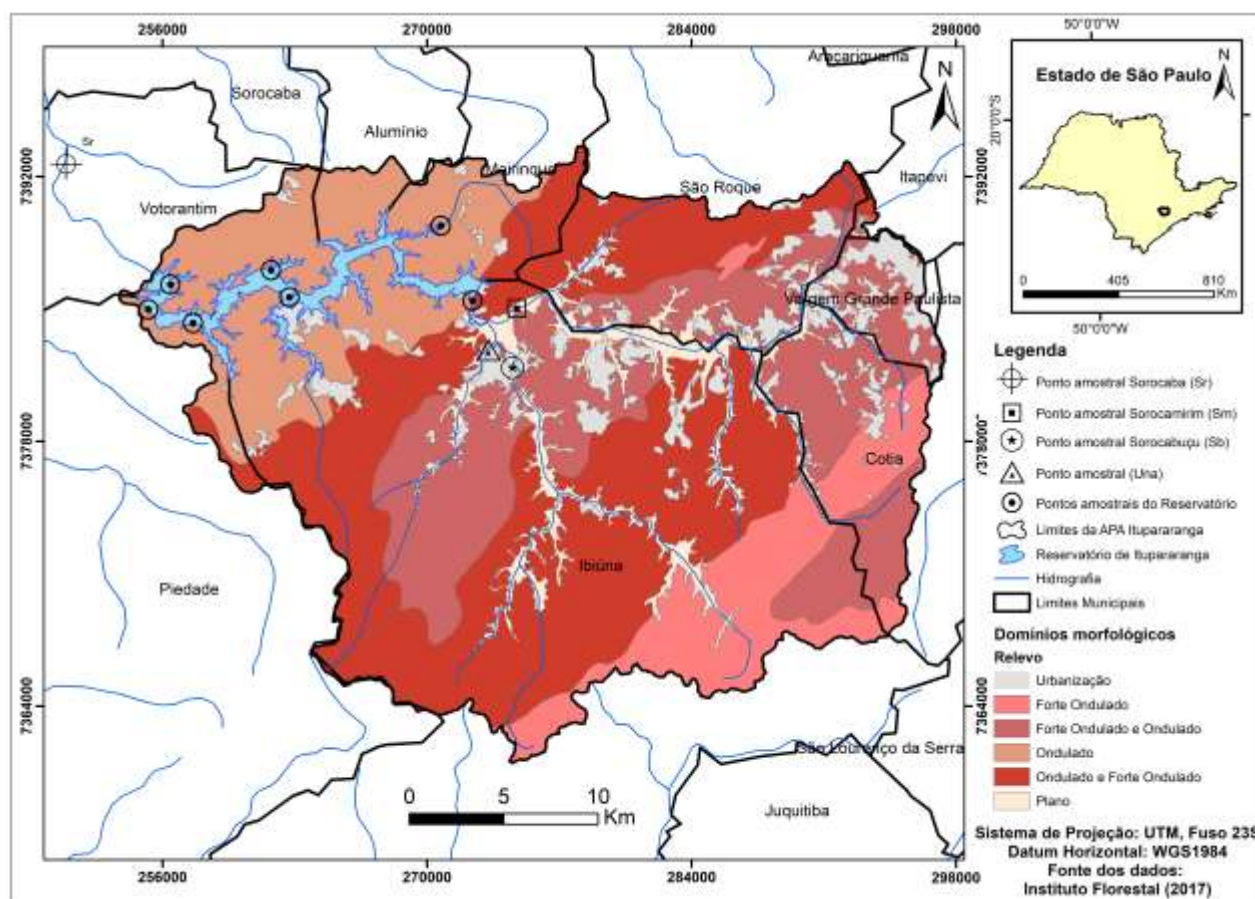 256000
270000
284000
298000
50°0'0"W
Araçariguama
N
Estado de São Paulo
N
Sorocaba
Alumínio
Sr
Mairinque
Itapevi
20°0'0"S
7392000
7392000
São Roque
Votorantim
Vargem Grande Paulista
0 405 810
Km
50°0'0"W
Legenda
Ponto amostral Sorocaba (Sr)
Ponto amostral Sorocamirim (Sm)
Ponto amostral Sorocabuçu (Sb)
Ponto amostral (Una)
Pontos amostrais do Reservatório
Limites da APA Itupararanga
Reservatório de Itupararanga
Hidrografia
Limites Municipais
7378000
7378000
Cotia
Ibiúna
Piedade
Domínios morfológicos
Relevo
Urbanização
Forte Ondulado
Forte Ondulado e Ondulado
Ondulado
Ondulado e Forte Ondulado
Plano
7364000
7364000
São Lourenço da Serra
Juquitiba
0 5 10
Km
Sistema de Projeção: UTM, Fuso 23S
Datum Horizontal: WGS1984
Fonte dos dados:
Instituto Florestal (2017)
256000
270000
284000
298000